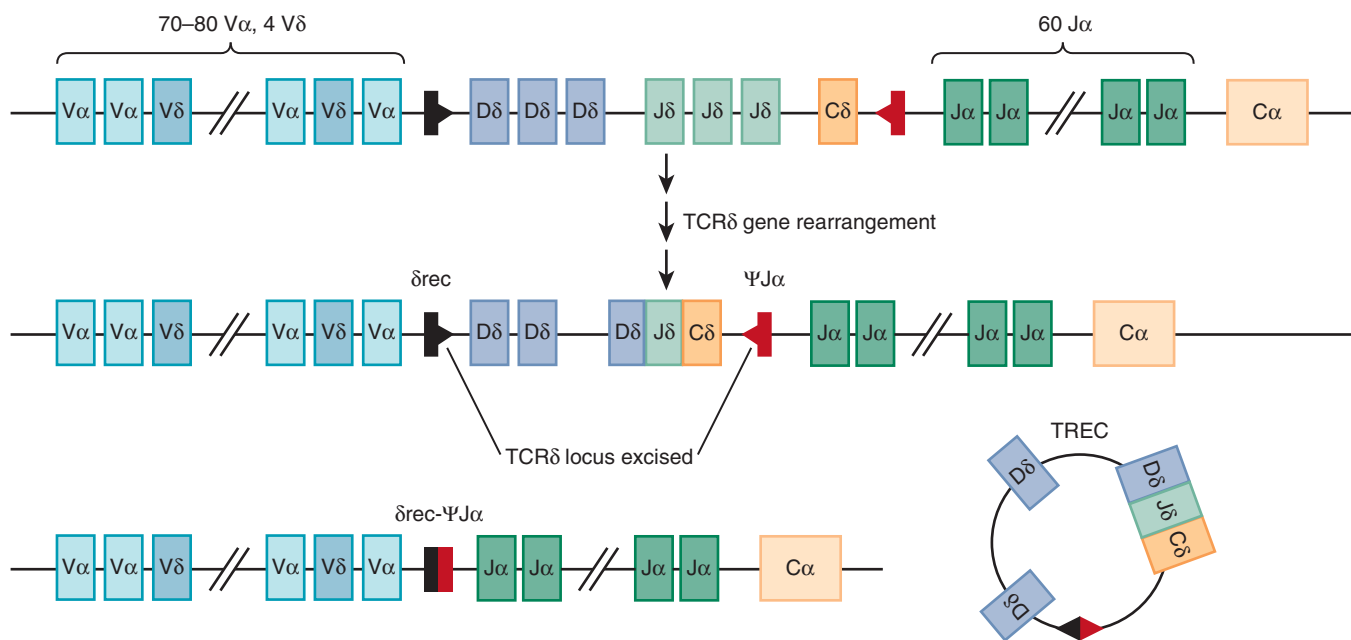 70–80 Vα, 4 Vδ
60 Jα
Vα Vα Vδ Vα Vδ Vα Dδ Dδ Dδ Jδ Jδ Jδ Cδ Jα Jα Jα Jα Cα
TCRδ gene rearrangement
δrec
ΨJα
Vα Vα Vδ Vα Vδ Vα Dδ Dδ Dδ Jδ Cδ Jα Jα Jα Jα Cα
TCRδ locus excised
TREC
Dδ
Dδ
Jδ
Cδ
Dδ
δrec-ΨJα
Vα Vα Vδ Vα Vδ Vα Jα Jα Jα Jα Cα